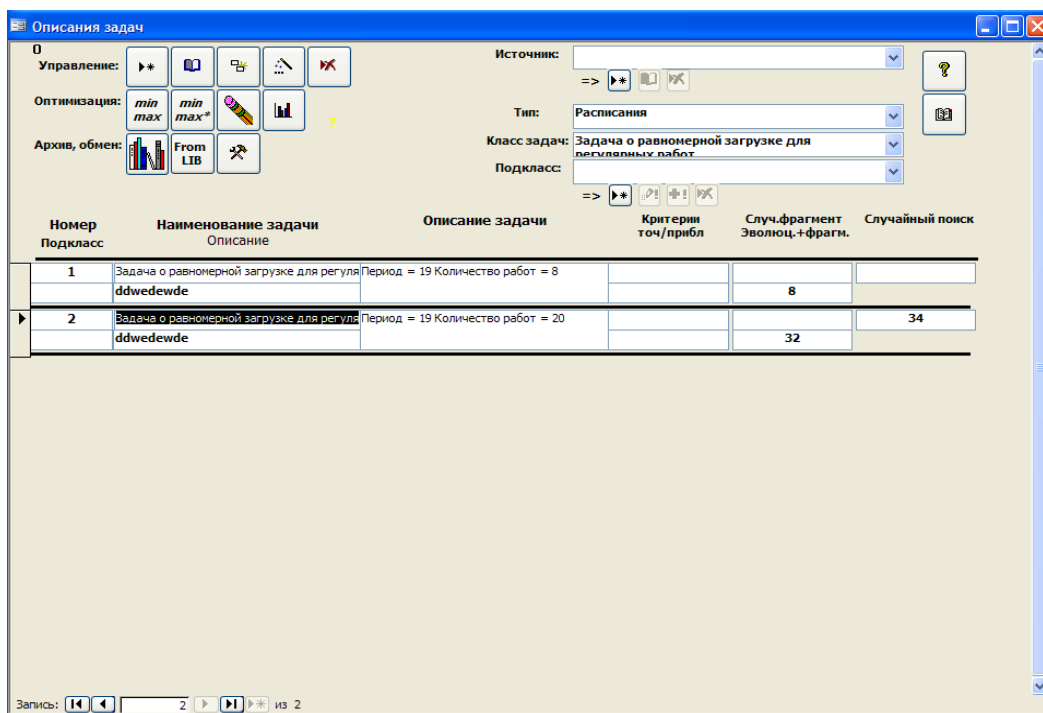 Описания задач
0
Управление:
Источник:
=>
?
Оптимизация:
min max
min max*
?
Тип:
Расписания
Архив, обмен:
From LIB
Класс задач:
Задача о равномерной загрузке для
регулярных работ
Подкласс:
=>
Номер
Подкласс
Наименование задачи
Описание
Описание задачи
Критерии
точ/прибл
Случ.фрагмент
Эволюц.+фрагм.
Случайный поиск
1
Задача о равномерной загрузке для регуля
Период = 19 Количество работ = 8
ddwedewde
8
2
Задача о равномерной загрузке для регуля
Период = 19 Количество работ = 20
34
ddwedewde
32
Запись:
2
из 2